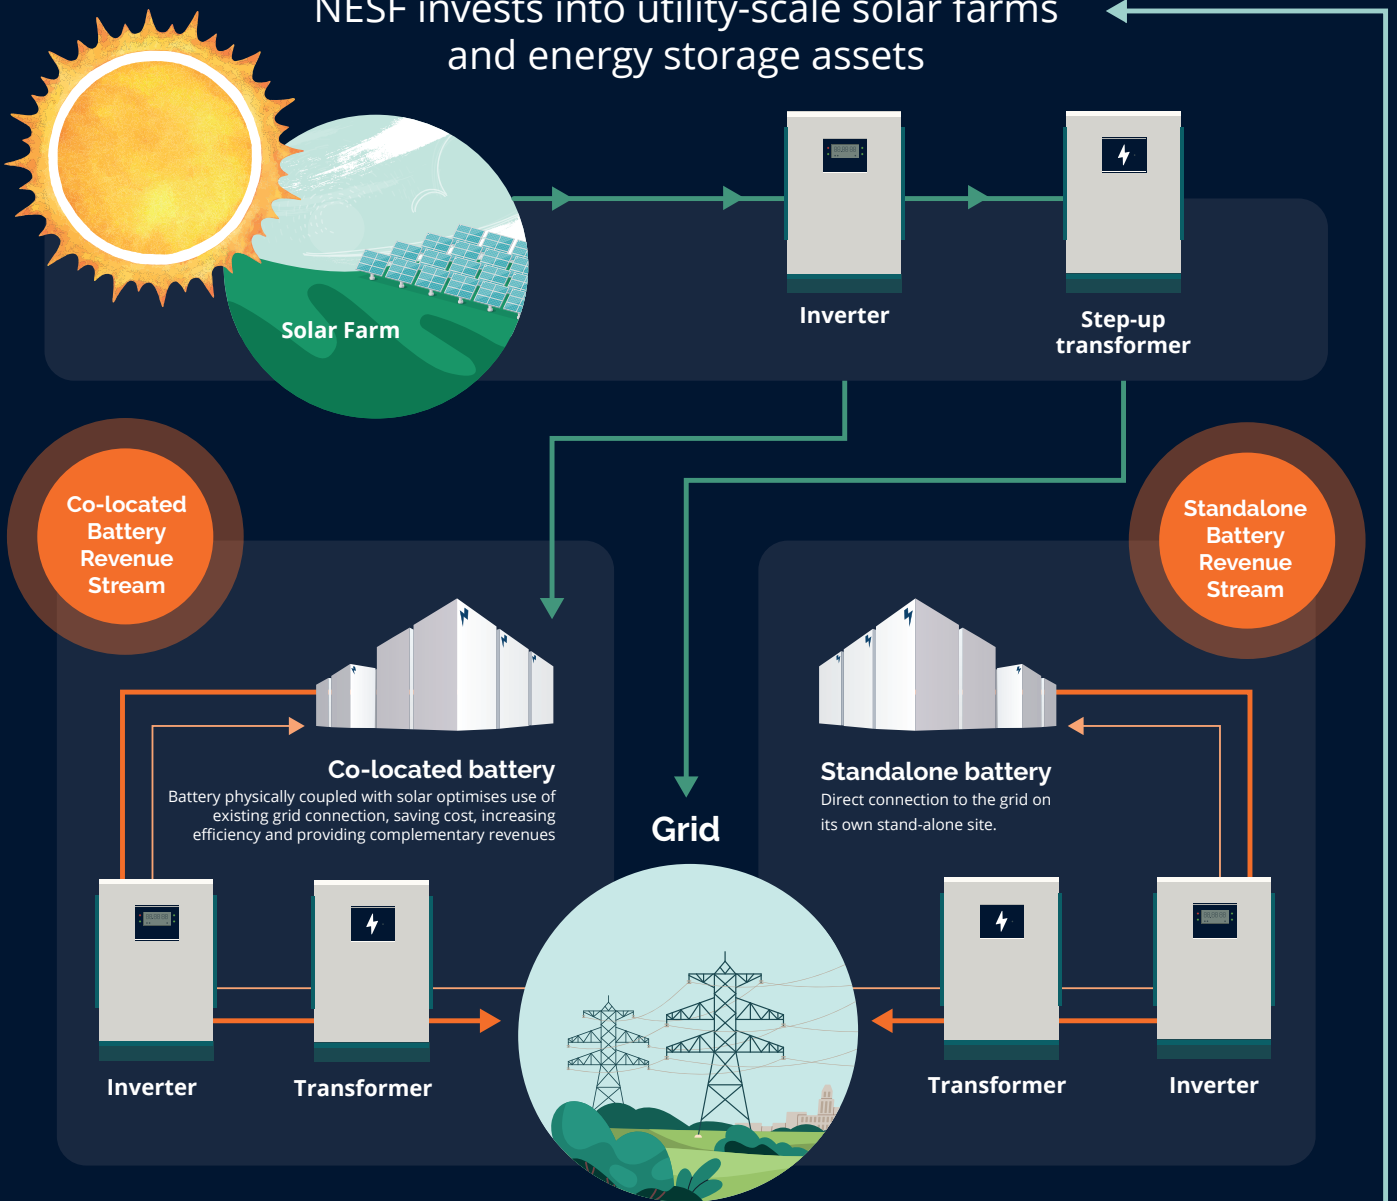 NESF invests into utility-scale solar farms
and energy storage assets
Solar Farm
Inverter
Step-up
transformer
Co-located
Battery
Revenue
Stream
Standalone
Battery
Revenue
Stream
Co-located battery
Battery physically coupled with solar optimises use of
existing grid connection, saving cost, increasing
efficiency and providing complementary revenues
Grid
Standalone battery
Direct connection to the grid on
its own stand-alone site.
Inverter
Transformer
Transformer
Inverter